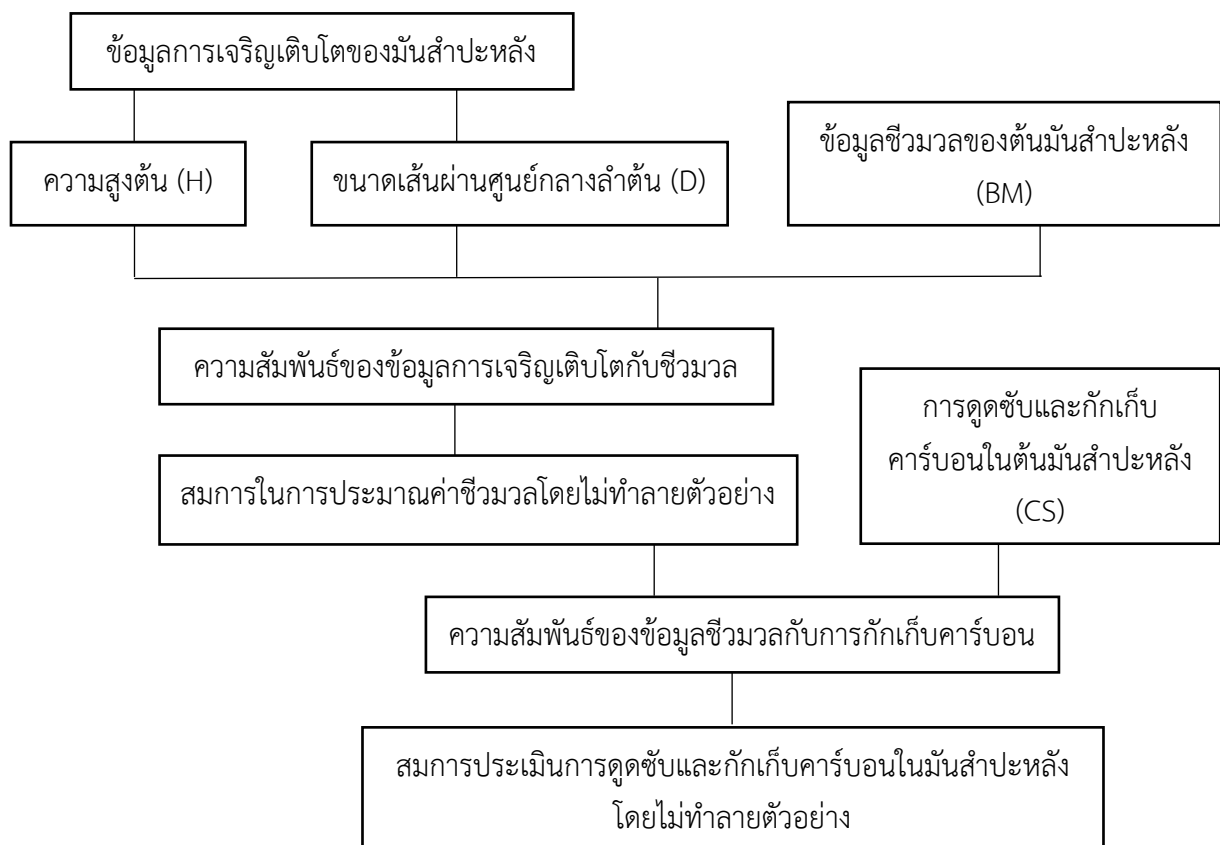 ข้อมูลการเจริญเติบโตของมันสำปะหลัง
ความสูงต้น (H)
ขนาดเส้นผ่านศูนย์กลางลำต้น (D)
ข้อมูลชีวมวลของต้นมันสำปะหลัง
(BM)
ความสัมพันธ์ของข้อมูลการเจริญเติบโตกับชีวมวล
สมการในการประมาณค่าชีวมวลโดยไม่ทำลายตัวอย่าง
การดูดซับและกักเก็บ
คาร์บอนในต้นมันสำปะหลัง
(CS)
ความสัมพันธ์ของข้อมูลชีวมวลกับการกักเก็บคาร์บอน
สมการประเมินการดูดซับและกักเก็บคาร์บอนในมันสำปะหลัง
โดยไม่ทำลายตัวอย่าง